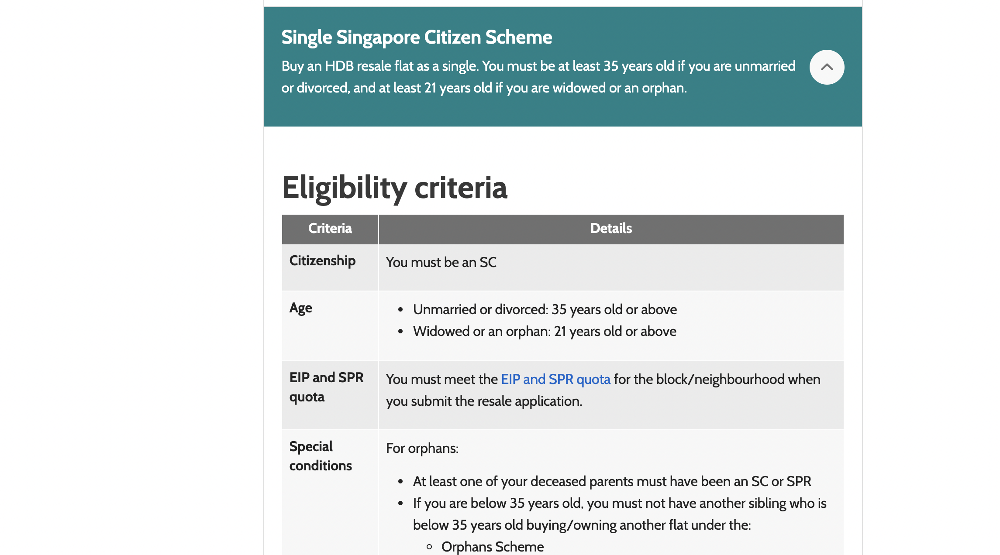 Single Singapore Citizen Scheme
Buy an HDB resale flat as a single. You must be at least 35 years old if you are unmarried
or divorced, and at least 21 years old if you are widowed or an orphan.
Eligibility criteria
Criteria
Details
Citizenship
You must be an SC
Age
• Unmarried or divorced: 35 years old or above
• Widowed or an orphan: 21 years old or above
EIP and SPR
quota
You must meet the EIP and SPR quota for the block/neighbourhood when
you submit the resale application.
Special
conditions
For orphans:
• At least one of your deceased parents must have been an SC or SPR
• If you are below 35 years old, you must not have another sibling who is
below 35 years old buying/owning another flat under the:
◦ Orphans Scheme